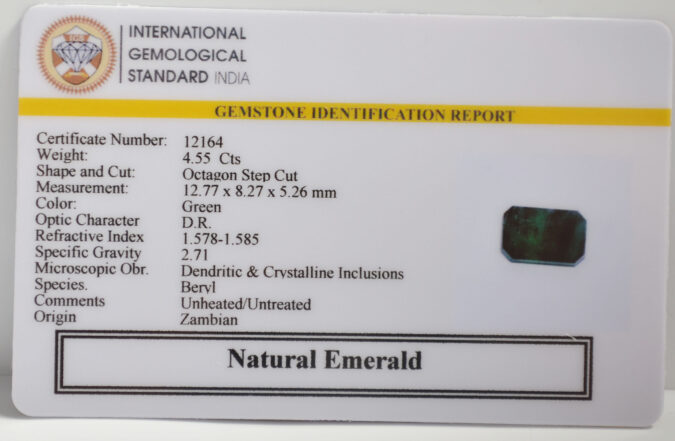 IGS
INTERNATIONAL
GEMOLOGICAL
STANDARD INDIA
GEMSTONE IDENTIFICATION REPORT
Certificate Number: 12164
Weight: 4.55 Cts
Shape and Cut: Octagon Step Cut
Measurement: 12.77 x 8.27 x 5.26 mm
Color: Green
Optic Character D.R.
Refractive Index 1.578-1.585
Specific Gravity 2.71
Microscopic Obr. Dendritic & Crystalline Inclusions
Species. Beryl
Comments Unheated/Untreated
Origin Zambian
Natural Emerald